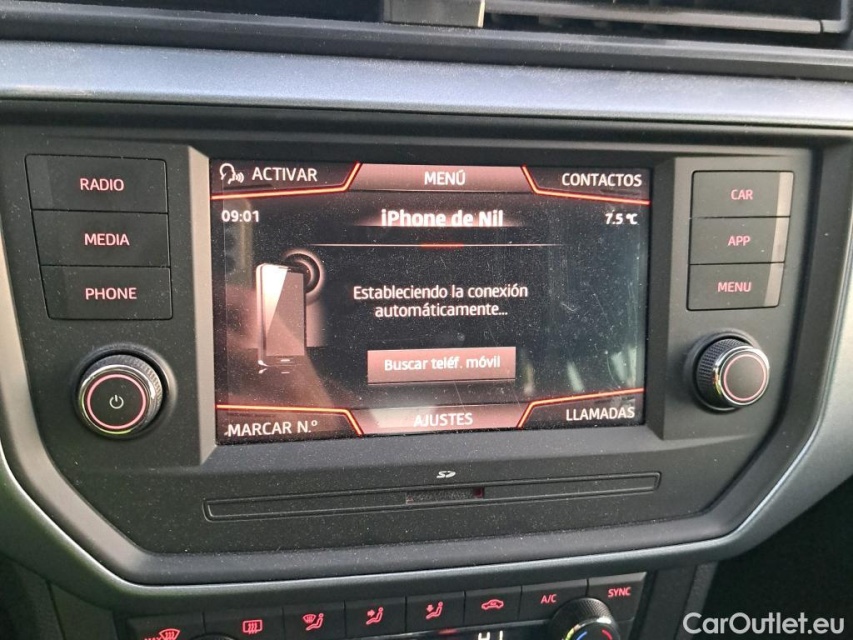 RADIO
MEDIA
PHONE
ACTIVAR
MENÚ
CONTACTOS
09:01
iPhone de Nil
7.5 °C
Estableciendo la conexión
automáticamente...
Buscar teléf. móvil
MARCAR N.º
AJUSTES
LLAMADAS
CAR
APP
MENU
SD
MAX
A/C
SYNC
CarOutlet.eu